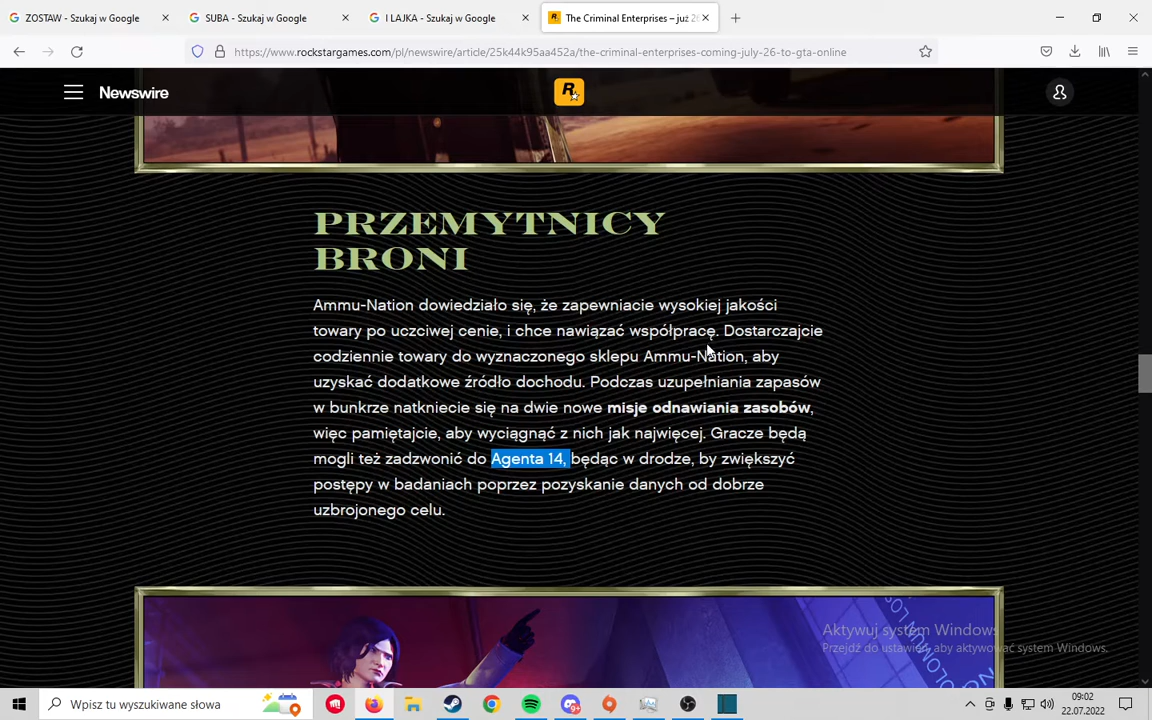 ZOSTAW - Szukaj w Google
SUBA - Szukaj w Google
I LAJKA - Szukaj w Google
The Criminal Enterprises – już 26
https://www.rockstargames.com/pl/newswire/article/25k44k95aa452a/the-criminal-enterprises-coming-july-26-to-gta-online
Newswire
R
PRZEMYTNICY
BRONI
Ammu-Nation dowiedziało się, że zapewniacie wysokiej jakości
towary po uczciwej cenie, i chce nawiązać współpracę. Dostarczajcie
codziennie towary do wyznaczonego sklepu Ammu-Nation, aby
uzyskać dodatkowe źródło dochodu. Podczas uzupełniania zapasów
w bunkrze natkniecie się na dwie nowe misje odnawiania zasobów,
więc pamiętajcie, aby wyciągnąć z nich jak najwięcej. Gracze będą
mogli też zadzwonić do Agenta 14, będąc w drodze, by zwiększyć
postępy w badaniach poprzez pozyskanie danych od dobrze
uzbrojonego celu.
Aktywuj system Windows
Przejdź do ustawień, aby aktywować system Windows.
Wpisz tu wyszukiwane słowa
9+
09:02
22.07.2022